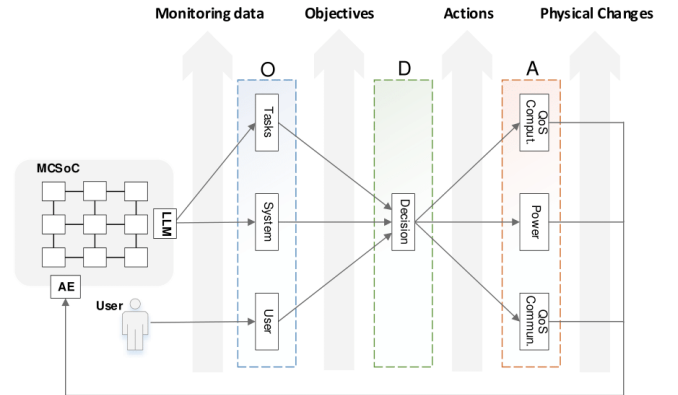 Monitoring data
Objectives
Actions
Physical Changes
O
D
A
Tasks
QoS
Comput.
MCSoC
LLM
System
Decision
Power
AE
User
User
QoS
Commun.